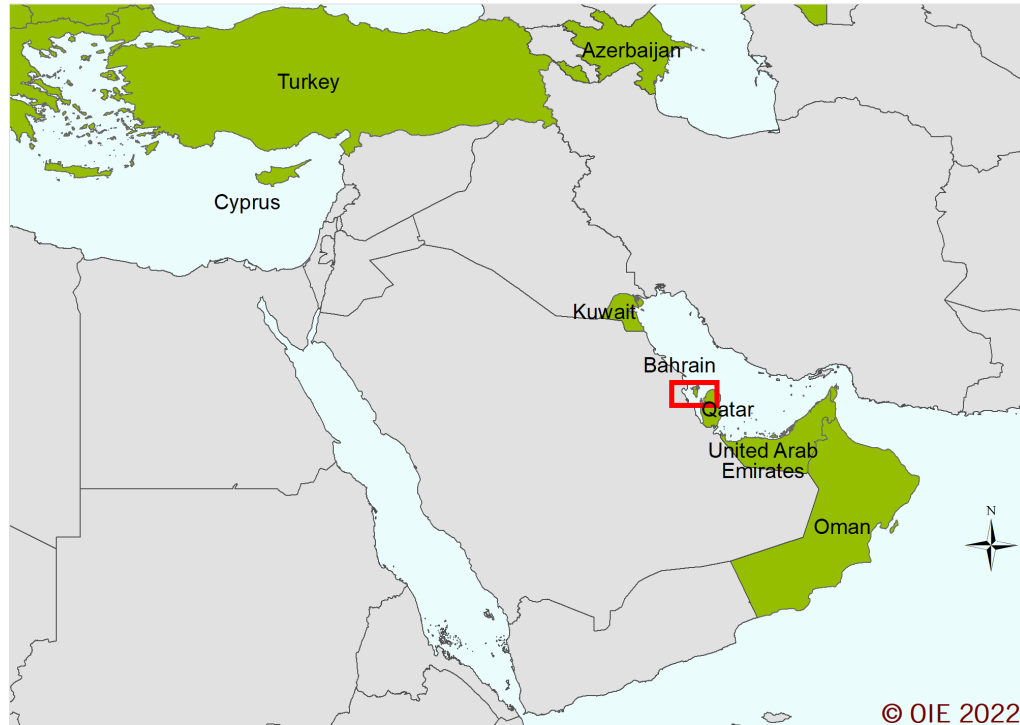 Azerbaijan
Turkey
Cyprus
Kuwait
Bahrain
Qatar
United Arab
Emirates
Oman
N
© OIE 2022